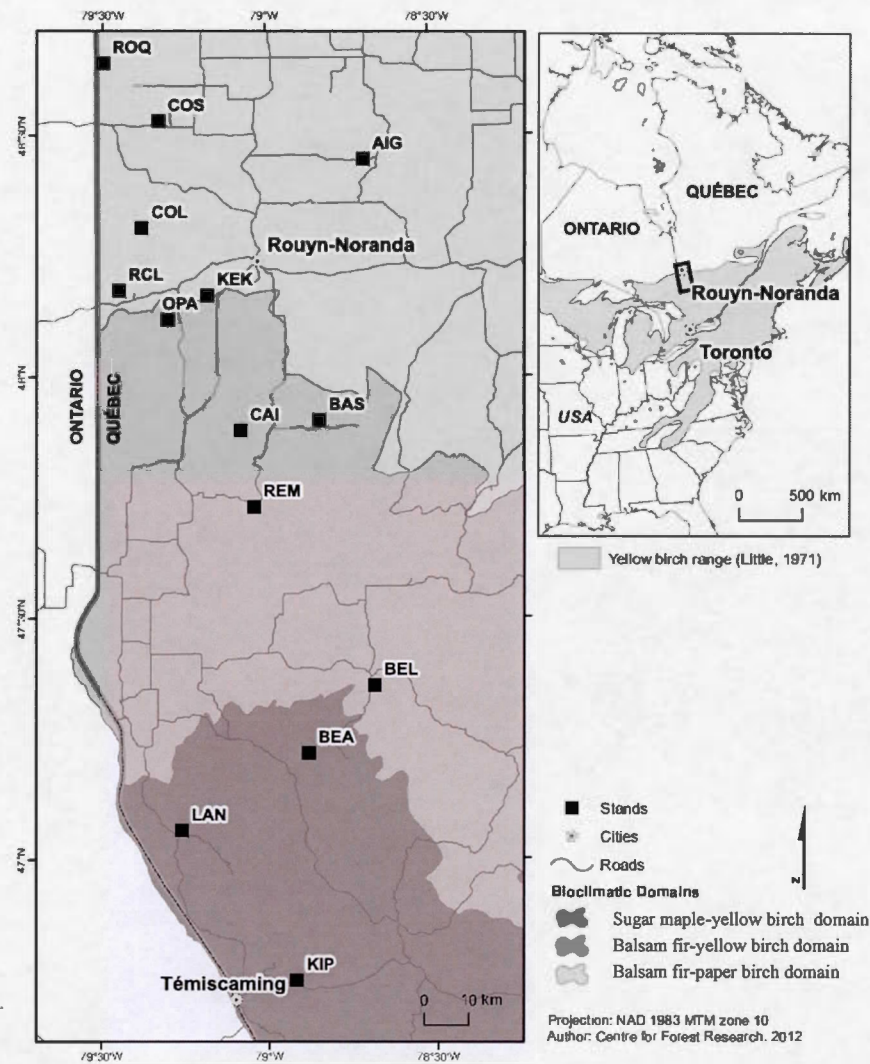 79°30'W 79°W 78°30'W
ROQ
COS
48°30'N
AIG
COL
Rouyn-Noranda
RCL
KEK
OPA
48°N
ONTARIO
QUÉBEC
CAI
BAS
REM
47°30'N
BEL
BEA
LAN
47°N
KIP
Témiscaming
0 10 km
79°30'W 79°W 78°30'W
QUÉBEC
ONTARIO
Rouyn-Noranda
Toronto
USA
0 500 km
Yellow birch range (Little, 1971)
Stands
Cities
Roads
N
Bioclimatic Domains
Sugar maple-yellow birch domain
Balsam fir-yellow birch domain
Balsam fir-paper birch domain
Projection: NAD 1983 MTM zone 10
Author: Centre for Forest Research. 2012